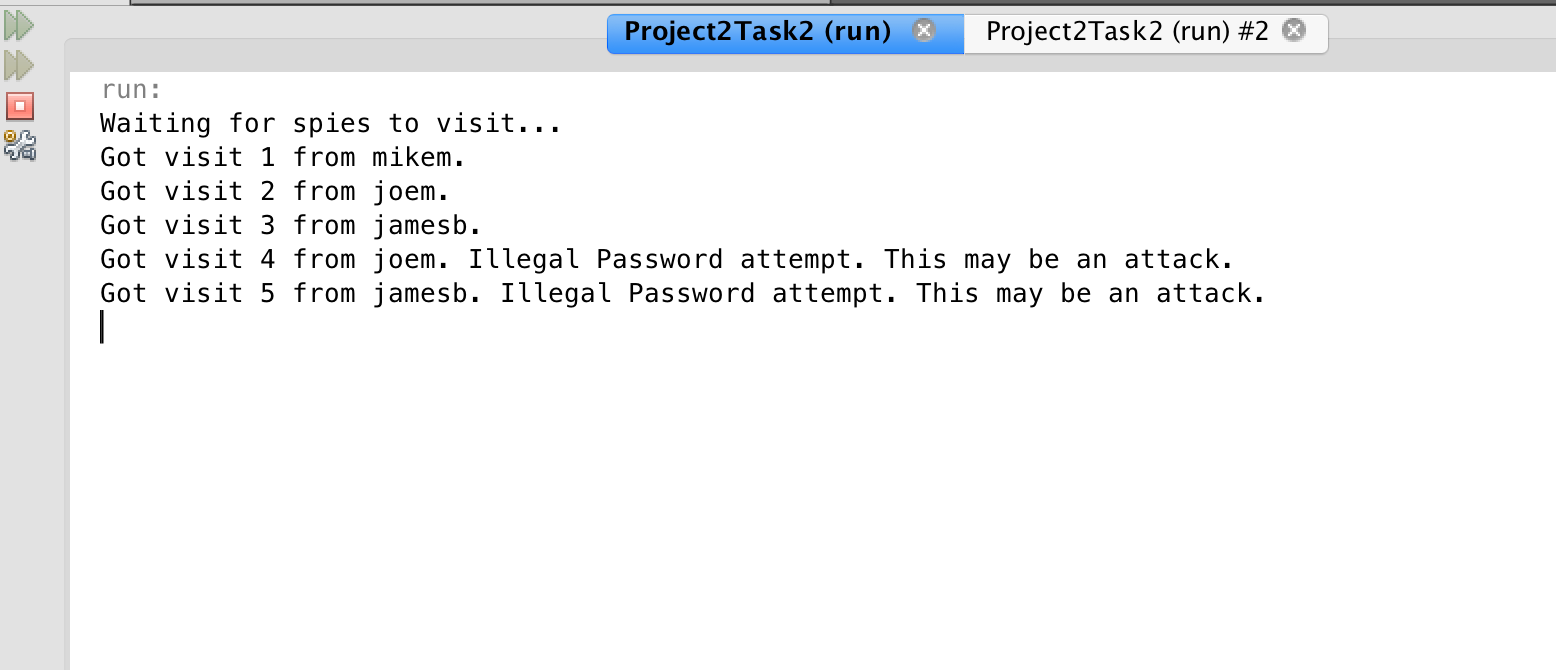 Project2Task2 (run) Project2Task2 (run) #2
run:
Waiting for spies to visit...
Got visit 1 from mikem.
Got visit 2 from joem.
Got visit 3 from jamesb.
Got visit 4 from joem. Illegal Password attempt. This may be an attack.
Got visit 5 from jamesb. Illegal Password attempt. This may be an attack.